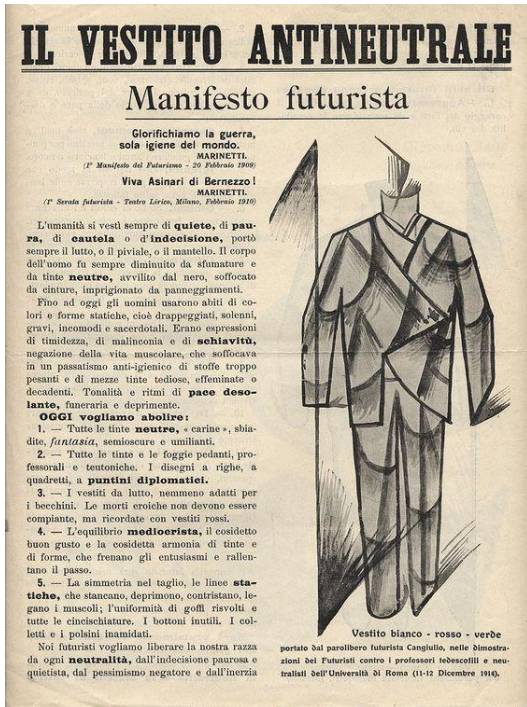 IL VESTITO ANTINEUTRALE
Manifesto futurista
Glorifichiamo la guerra,
sola igiene del mondo.
MARINETTI.
(1º Manifesto del Futurismo - 20 Febbraio 1909)
Viva Asinari di Bernezzo!
MARINETTI.
(1ª Serata futurista - Teatro Lirico, Milano, Febbraio 1910)
L'umanità si vestì sempre di quiete, di pau-
ra, di cautela o d'indecisione, portò
sempre il lutto, o il piviale, o il mantello. Il corpo
dell'uomo fu sempre diminuito da sfumature e
da tinte neutre, avvilito dal nero, soffocato
da cinture, imprigionato da panneggiamenti.
Fino ad oggi gli uomini usarono abiti di co-
lori e forme statiche, cioè drappeggiati, solenni,
gravi, incomodi e sacerdotali. Erano espressioni
di timidezza, di malinconia e di schiavitù,
negazione della vita muscolare, che soffocava
in un passatismo anti-igienico di stoffe troppo
pesanti e di mezze tinte tediose, effeminate o
decadenti. Tonalità e ritmi di pace deso-
lante, funeraria e deprimente.
OGGI vogliamo abolire:
1. — Tutte le tinte neutre, « carine », sbia-
dite, fantasia, semioscure e umilianti.
2. — Tutte le tinte e le foggie pedanti, pro-
fessorali e teutoniche. I disegni a righe, a
quadretti, a puntini diplomatici.
3. — I vestiti da lutto, nemmeno adatti per
i becchini. Le morti eroiche non devono essere
compiante, ma ricordate con vestiti rossi.
4. — L'equilibrio mediocrista, il cosidetto
buon gusto e la cosidetta armonia di tinte e
di forme, che frenano gli entusiasmi e rallen-
tano il passo.
5. — La simmetria nel taglio, le linee sta-
tiche, che stancano, deprimono, contristano, le-
gano i muscoli; l'uniformità di goffi risvolti e
tutte le cincischiature. I bottoni inutili. I col-
letti e i polsini inamidati.
Noi futuristi vogliamo liberare la nostra razza
da ogni neutralità, dall'indecisione paurosa e
quietista, dal pessimismo negatore e dall'inerzia
Vestito bianco - rosso - verde
portato dal parolibero futurista Cangiullo, nelle dimostra-
zioni dei Futuristi contro i professori tedescofili e neu-
tralisti dell'Università di Roma (11-12 Dicembre 1914).